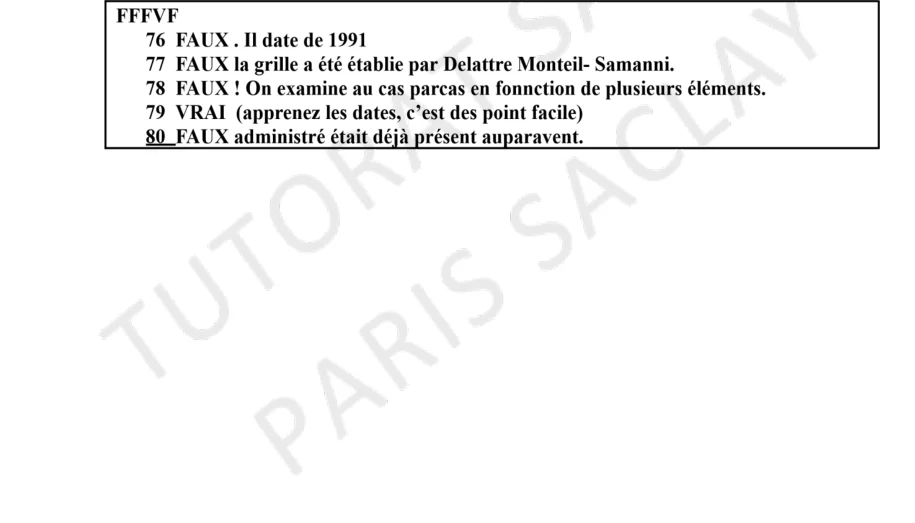 FFFVF
76 FAUX . Il date de 1991
77 FAUX la grille a été établie par Delattre Monteil- Samanni.
78 FAUX ! On examine au cas parcas en fonnction de plusieurs éléments.
79 VRAI (apprenez les dates, c’est des point facile)
80 FAUX administré était déjà présent auparavent.
TUTORAT SA
PARIS SACLAY